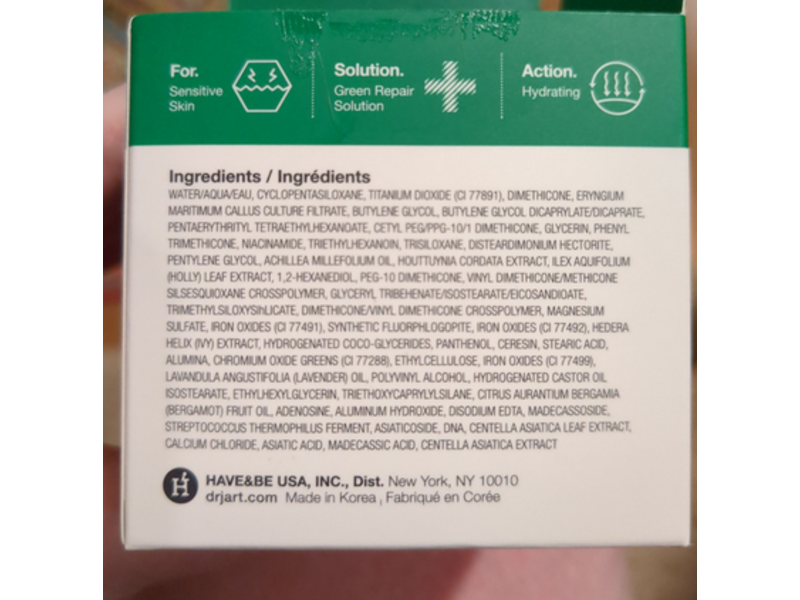 For.
Sensitive
Skin
Solution.
Green Repair
Solution
Action.
Hydrating
Ingredients / Ingrédients
WATER/AQUA/EAU, CYCLOPENTASILOXANE, TITANIUM DIOXIDE (CI 77891), DIMETHICONE, ERYNGIUM
MARITIMUM CALLUS CULTURE FILTRATE, BUTYLENE GLYCOL, BUTYLENE GLYCOL DICAPRYLATE/DICAPRATE,
PENTAERYTHRITYL TETRAETHYLHEXANOATE, CETYL PEG/PPG-10/1 DIMETHICONE, GLYCERIN, PHENYL
TRIMETHICONE, NIACINAMIDE, TRIETHYLHEXANOIN, TRISILOXANE, DISTEARDIMONIUM HECTORITE,
PENTYLENE GLYCOL, ACHILLEA MILLEFOLIUM OIL, HOUTTUYNIA CORDATA EXTRACT, ILEX AQUIFOLIUM
(HOLLY) LEAF EXTRACT, 1,2-HEXANEDIOL, PEG-10 DIMETHICONE, VINYL DIMETHICONE/METHICONE
SILSESQUIOXANE CROSSPOLYMER, GLYCERYL TRIBEHENATE/ISOSTEARATE/EICOSANDIOATE,
TRIMETHYLSILOXYSILICATE, DIMETHICONE/VINYL DIMETHICONE CROSSPOLYMER, MAGNESIUM
SULFATE, IRON OXIDES (CI 77491), SYNTHETIC FLUORPHLOGOPITE, IRON OXIDES (CI 77492), HEDERA
HELIX (IVY) EXTRACT, HYDROGENATED COCO-GLYCERIDES, PANTHENOL, CERESIN, STEARIC ACID,
ALUMINA, CHROMIUM OXIDE GREENS (CI 77288), ETHYLCELLULOSE, IRON OXIDES (CI 77499),
LAVANDULA ANGUSTIFOLIA (LAVENDER) OIL, POLYVINYL ALCOHOL, HYDROGENATED CASTOR OIL
ISOSTEARATE, ETHYLHEXYLGLYCERIN, TRIETHOXYCAPRYLYLSILANE, CITRUS AURANTIUM BERGAMIA
(BERGAMOT) FRUIT OIL, ADENOSINE, ALUMINUM HYDROXIDE, DISODIUM EDTA, MADECASSOSIDE,
STREPTOCOCCUS THERMOPHILUS FERMENT, ASIATICOSIDE, DNA, CENTELLA ASIATICA LEAF EXTRACT,
CALCIUM CHLORIDE, ASIATIC ACID, MADECASSIC ACID, CENTELLA ASIATICA EXTRACT
HAVE&BE USA, INC., Dist. New York, NY 10010
drjart.com Made in Korea , Fabriqué en Corée